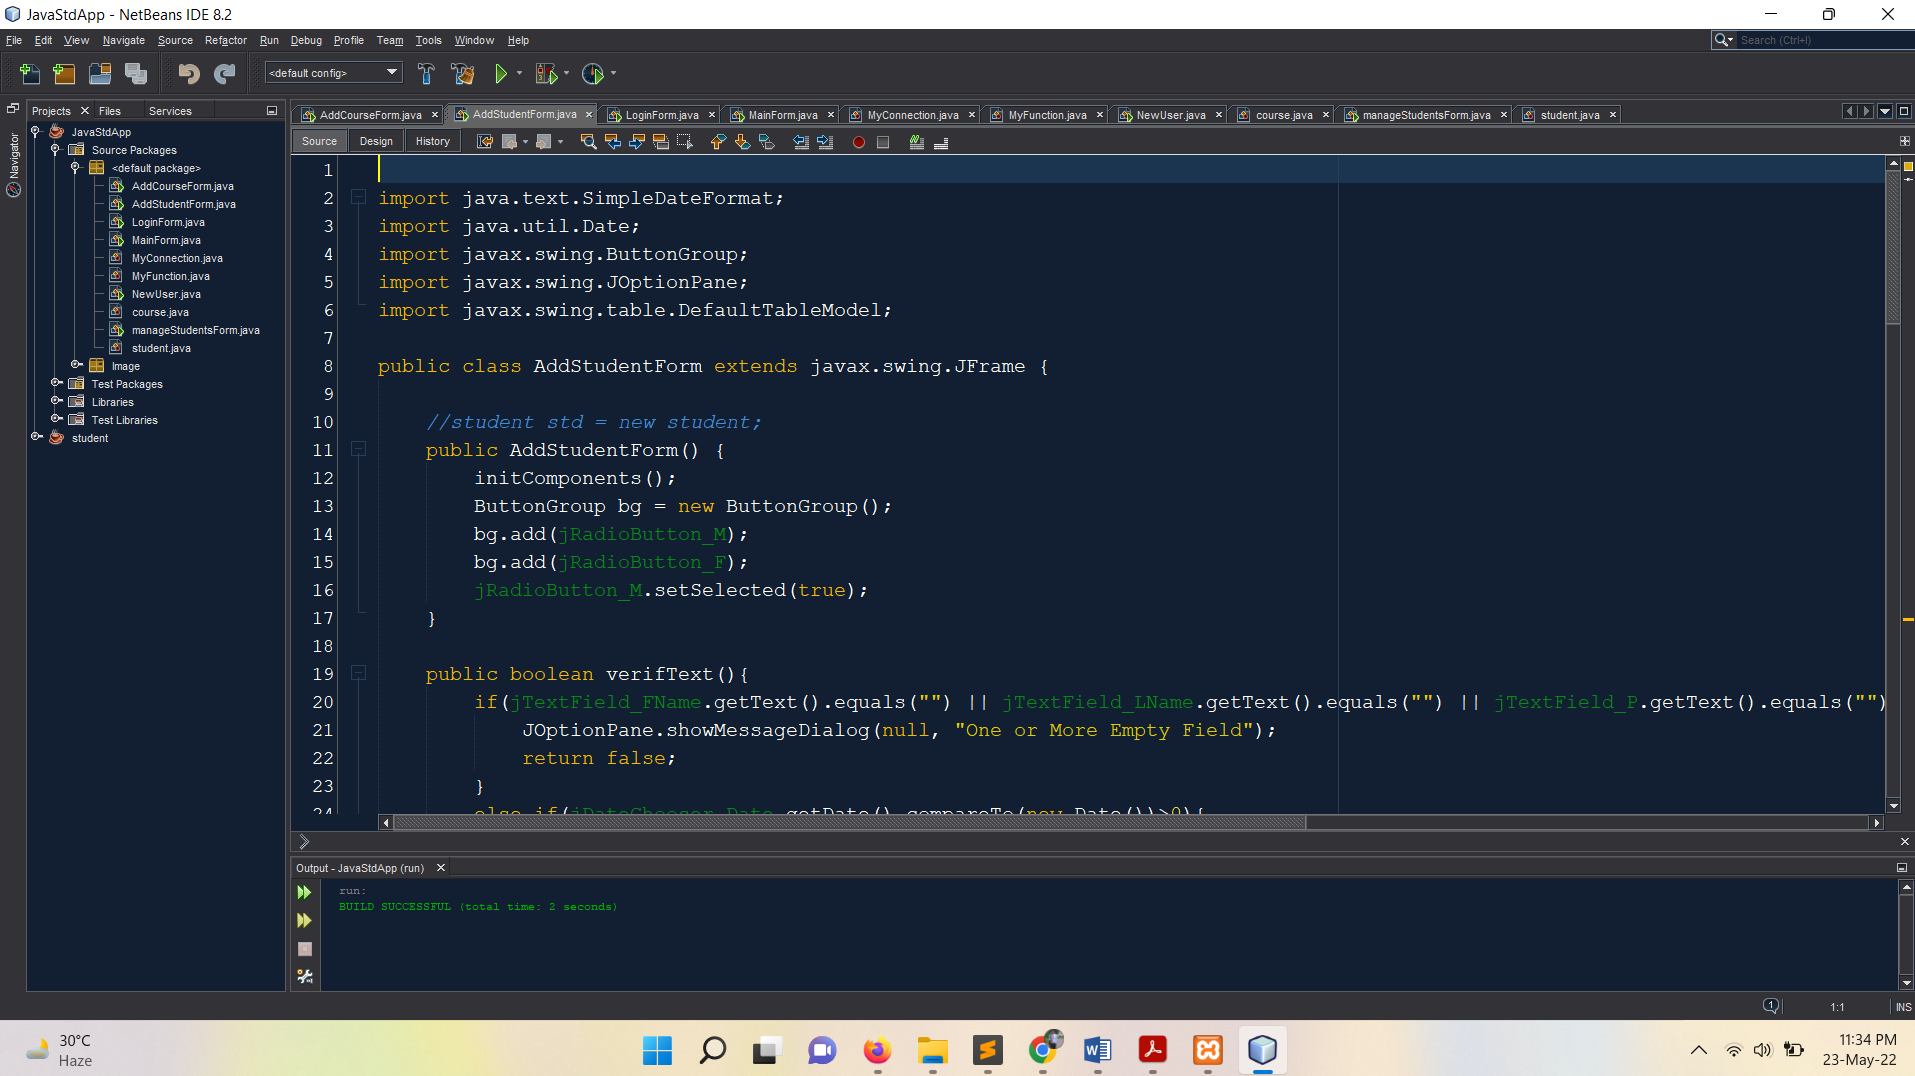 JavaStdApp - NetBeans IDE 8.2
File Edit View Navigate Source Refactor Run Debug Profile Team Tools Window Help
Search (Ctrl+I)
<default config>
Projects Files Services
Navigator
JavaStdApp
Source Packages
<default package>
AddCourseForm.java
AddStudentForm.java
LoginForm.java
MainForm.java
MyConnection.java
MyFunction.java
NewUser.java
course.java
manageStudentsForm.java
student.java
Image
Test Packages
Libraries
Test Libraries
student
AddCourseForm.java AddStudentForm.java LoginForm.java MainForm.java MyConnection.java MyFunction.java NewUser.java course.java manageStudentsForm.java student.java
Source Design History
1
2 import java.text.SimpleDateFormat;
3 import java.util.Date;
4 import javax.swing.ButtonGroup;
5 import javax.swing.JOptionPane;
6 import javax.swing.table.DefaultTableModel;
7
8 public class AddStudentForm extends javax.swing.JFrame {
9
10 //student std = new student;
11 public AddStudentForm() {
12 initComponents();
13 ButtonGroup bg = new ButtonGroup();
14 bg.add(jRadioButton_M);
15 bg.add(jRadioButton_F);
16 jRadioButton_M.setSelected(true);
17 }
18
19 public boolean verifText(){
20 if(jTextField_FName.getText().equals("") || jTextField_LName.getText().equals("") || jTextField_P.getText().equals("")
21 JOptionPane.showMessageDialog(null, "One or More Empty Field");
22 return false;
23 }
24 else if(jDateChooser_Date.getDate().compareTo(new Date())>0){
Output - JavaStdApp (run)
run:
BUILD SUCCESSFUL (total time: 2 seconds)
1 1:1 INS
30°C
Haze
11:34 PM
23-May-22